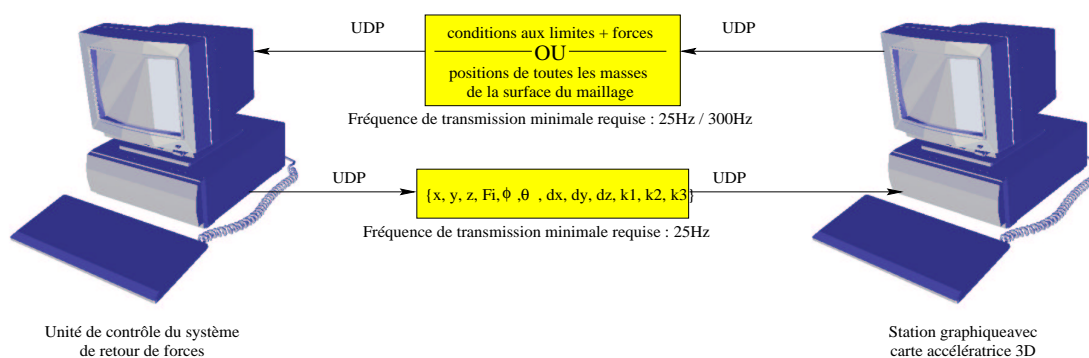 UDP
conditions aux limites + forces
OU
positions de toutes les masses
de la surface du maillage
UDP
Fréquence de transmission minimale requise : 25Hz / 300Hz
UDP
{x, y, z, Fi, ϕ ,θ , dx, dy, dz, k1, k2, k3}
UDP
Fréquence de transmission minimale requise : 25Hz
Unité de contrôle du système
de retour de forces
Station graphiqueavec
carte accélératrice 3D